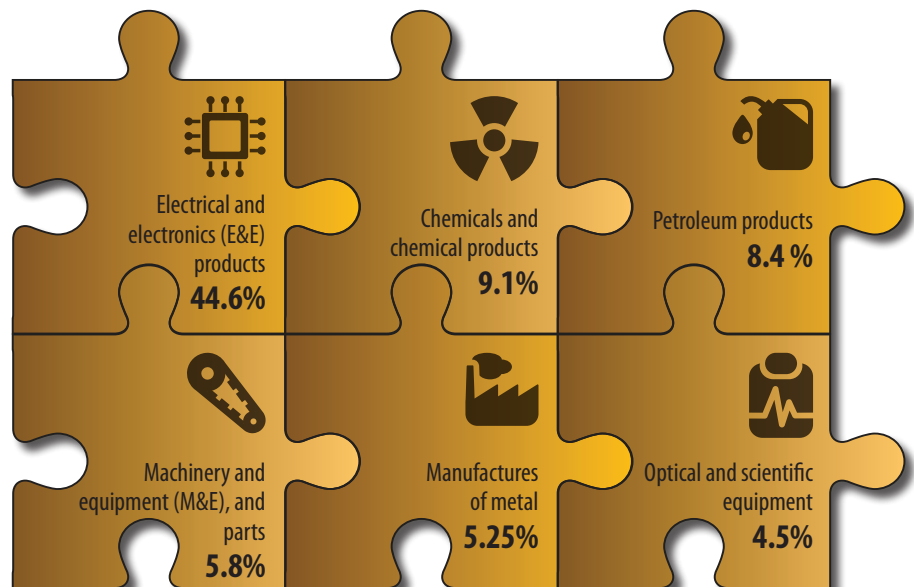 Electrical and
electronics (E&E)
products
44.6%
Chemicals and
chemical products
9.1%
Petroleum products
8.4 %
Machinery and
equipment (M&E), and
parts
5.8%
Manufactures
of metal
5.25%
Optical and scientific
equipment
4.5%